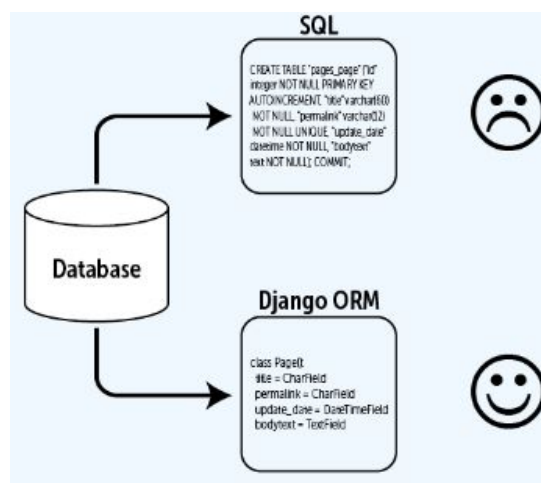 SQL
CREATE TABLE "pages_page" ("id"
integer NOT NULL PRIMARY KEY
AUTOINCREMENT, "title" varchar(60)
NOT NULL, "permalink" varchar(12)
NOT NULL UNIQUE, "update_date"
datetime NOT NULL, "bodytext"
text NOT NULL); COMMIT;
Database
Django ORM
class Page():
title = CharField
permalink = CharField
update_date = DateTimeField
bodytext = TextField